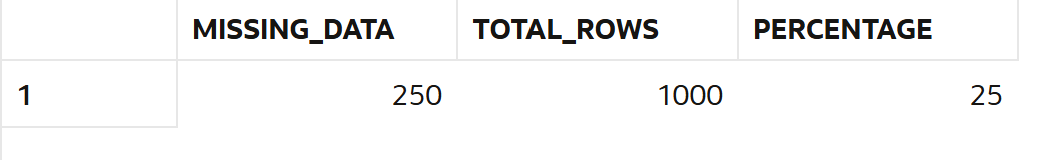 MISSING_DATA TOTAL_ROWS PERCENTAGE
1 250 1000 25